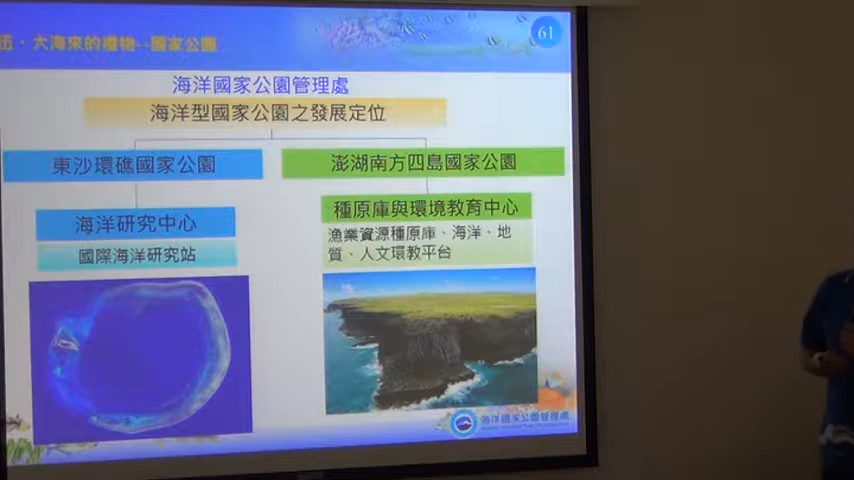 伍．大海來的禮物--國家公園
61
海洋國家公園管理處
海洋型國家公園之發展定位
東沙環礁國家公園
澎湖南方四島國家公園
海洋研究中心
種原庫與環境教育中心
國際海洋研究站
漁業資源種原庫、海洋、地
質、人文環教平台
海洋國家公園管理處